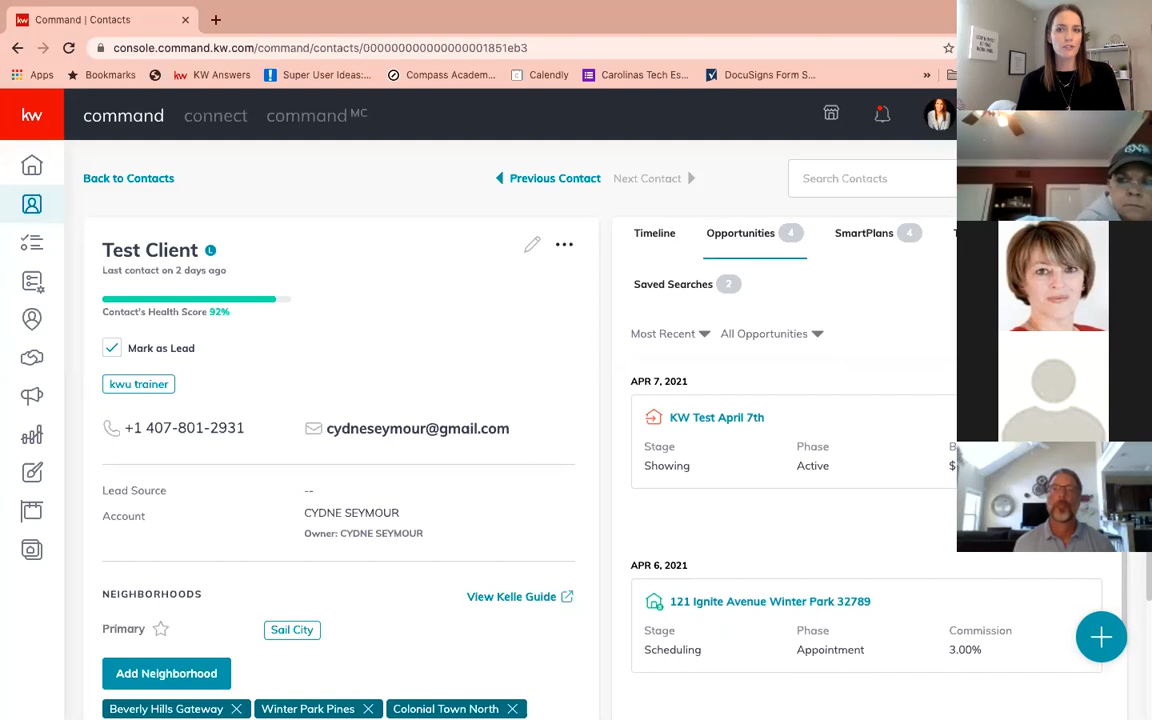 kw Command | Contacts
console.command.kw.com/command/contacts/000000000000000001851eb3
Apps Bookmarks kw KW Answers Super User Ideas:... Compass Academ... Calendly Carolinas Tech Es... DocuSigns Form S... »
kw command connect command MC
Back to Contacts
Previous Contact Next Contact
Search Contacts
Test Client L
Last contact on 2 days ago
Contact's Health Score 92%
Mark as Lead
kwu trainer
+1 407-801-2931 cydneseymour@gmail.com
Lead Source --
Account CYDNE SEYMOUR
Owner: CYDNE SEYMOUR
NEIGHBORHOODS View Kelle Guide
Primary Sail City
Add Neighborhood
Beverly Hills Gateway Winter Park Pines Colonial Town North
Timeline Opportunities 4 SmartPlans 4
Saved Searches 2
Most Recent All Opportunities
APR 7, 2021
KW Test April 7th
Stage Phase B
Showing Active $
APR 6, 2021
121 Ignite Avenue Winter Park 32789
Stage Phase Commission
Scheduling Appointment 3.00%